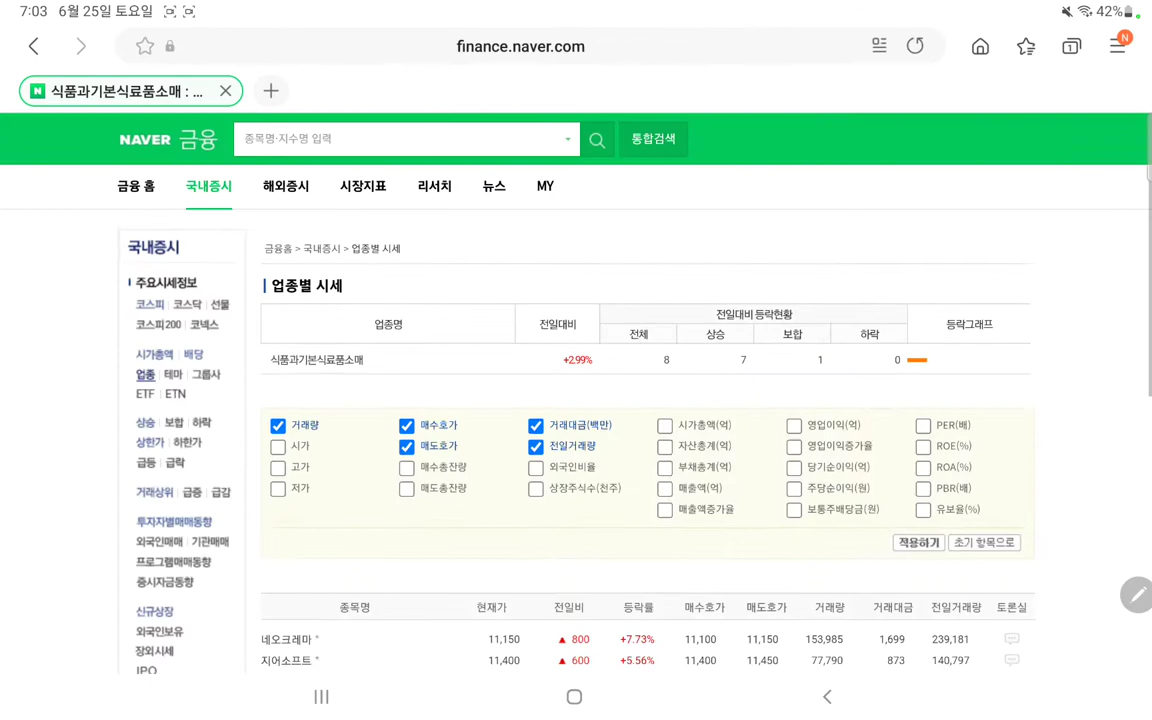 7:03 6월 25일 토요일 42%
finance.naver.com 1 N
N 식품과기본식료품소매 : ...
NAVER 금융 종목명·지수명 입력 통합검색
금융 홈 국내증시 해외증시 시장지표 리서치 뉴스 MY
국내증시
주요시세정보
코스피 코스닥 선물
코스피200 코넥스
시가총액 배당
업종 테마 그룹사
ETF ETN
상승 보합 하락
상한가 하한가
급등 급락
거래상위 급증 급감
투자자별매매동향
외국인매매 기관매매
프로그램매매동향
증시자금동향
신규상장
외국인보유
장외시세
IPO
금융홈 > 국내증시 > 업종별 시세
업종별 시세
업종명 전일대비 전일대비 등락현황 등락그래프
전체 상승 보합 하락
식품과기본식료품소매 +2.99% 8 7 1 0
거래량 매수호가 거래대금(백만) 시가총액(억) 영업이익(억) PER(배)
시가 매도호가 전일거래량 자산총계(억) 영업이익증가율 ROE(%)
고가 매수총잔량 외국인비율 부채총계(억) 당기순이익(억) ROA(%)
저가 매도총잔량 상장주식수(천주) 매출액(억) 주당순이익(원) PBR(배)
매출액증가율 보통주배당금(원) 유보율(%)
적용하기 초기 항목으로
종목명 현재가 전일비 등락률 매수호가 매도호가 거래량 거래대금 전일거래량 토론실
네오크레마 * 11,150 ▲ 800 +7.73% 11,100 11,150 153,985 1,699 239,181
지어소프트 * 11,400 ▲ 600 +5.56% 11,400 11,450 77,790 873 140,797